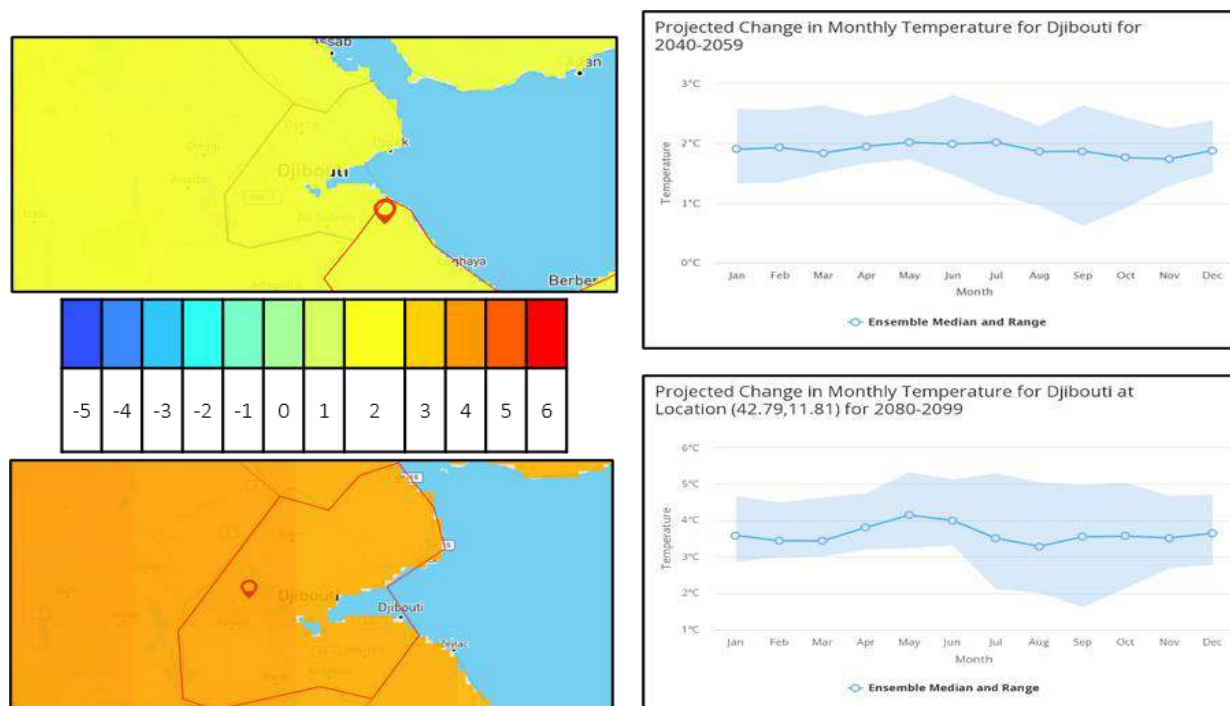 Projected Change in Monthly Temperature for Djibouti for
2040-2059
3°C
2°C
1°C
0°C
Temperature
Jan Feb Mar Apr May Jun Jul Aug Sep Oct Nov Dec
Month
Ensemble Median and Range
Djibouti
Berber
-5 -4 -3 -2 -1 0 1 2 3 4 5 6
Projected Change in Monthly Temperature for Djibouti at
Location (42.79,11.81) for 2080-2099
6°C
5°C
4°C
3°C
2°C
1°C
Temperature
Jan Feb Mar Apr May Jun Jul Aug Sep Oct Nov Dec
Month
Ensemble Median and Range
Djibouti
Djibouti
Zeylac